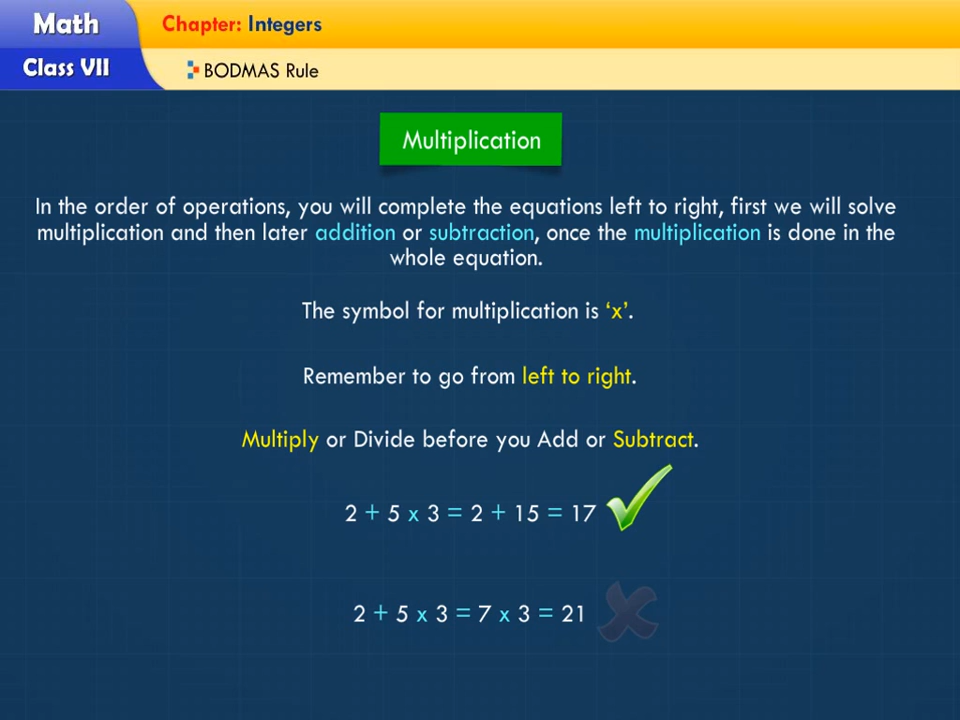 Math
Chapter: Integers
Class VII
BODMAS Rule
Multiplication
In the order of operations, you will complete the equations left to right, first we will solve
multiplication and then later addition or subtraction, once the multiplication is done in the
whole equation.
The symbol for multiplication is ‘x’.
Remember to go from left to right.
Multiply or Divide before you Add or Subtract.
2 + 5 x 3 = 2 + 15 = 17
2 + 5 x 3 = 7 x 3 = 21